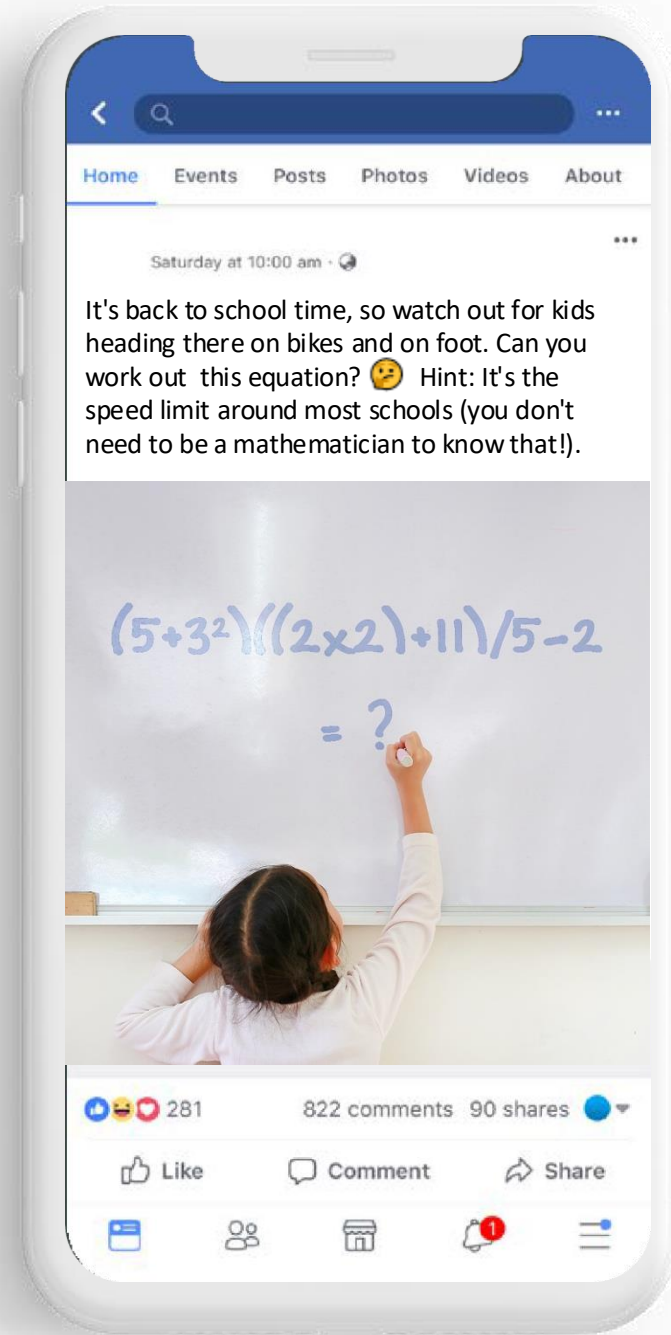 Home Events Posts Photos Videos About
Saturday at 10:00 am ·
It's back to school time, so watch out for kids
heading there on bikes and on foot. Can you
work out this equation? 🤔 Hint: It's the
speed limit around most schools (you don't
need to be a mathematician to know that!).
(5+3²)((2x2)+11)/5-2
= ?
281 822 comments 90 shares
Like Comment Share
1